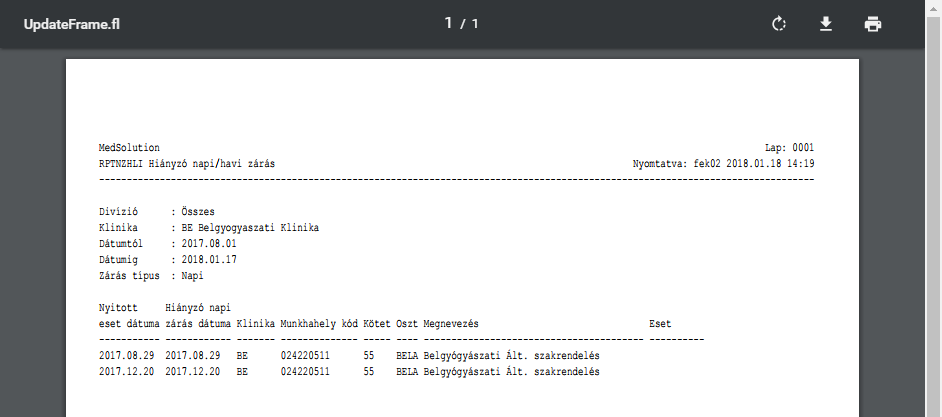 UpdateFrame.fl 1 / 1
MedSolution Lap: 0001
RPTNZHLI Hiányzó napi/havi zárás Nyomtatva: fek02 2018.01.18 14:19
Divízió : Összes
Klinika : BE Belgyogyaszati Klinika
Dátumtól : 2017.08.01
Dátumig : 2018.01.17
Zárás típus : Napi
Nyitott Hiányzó napi
eset dátuma zárás dátuma Klinika Munkhahely kód Kötet Oszt Megnevezés Eset
2017.08.29 2017.08.29 BE 024220511 55 BELA Belgyógyászati Ált. szakrendelés
2017.12.20 2017.12.20 BE 024220511 55 BELA Belgyógyászati Ált. szakrendelés